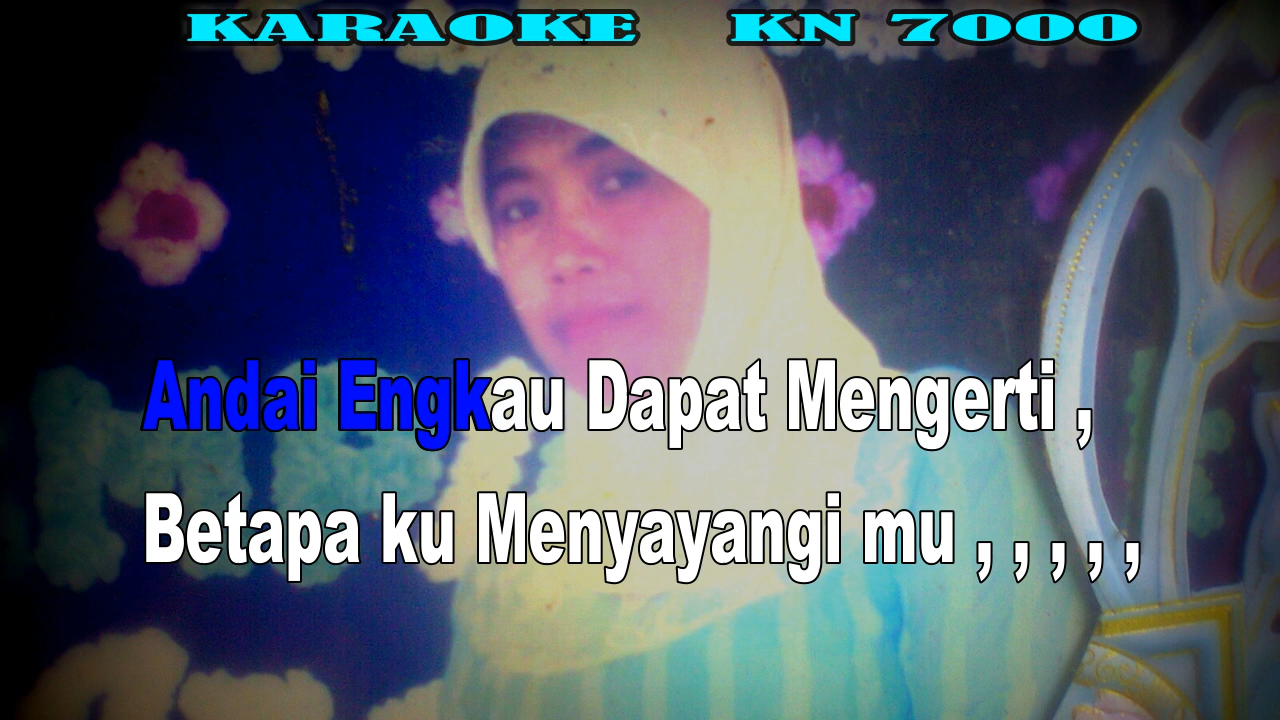 KARAOKE KN 7000
Andai Engkau Dapat Mengerti ,
Betapa ku Menyayangi mu , , , , ,